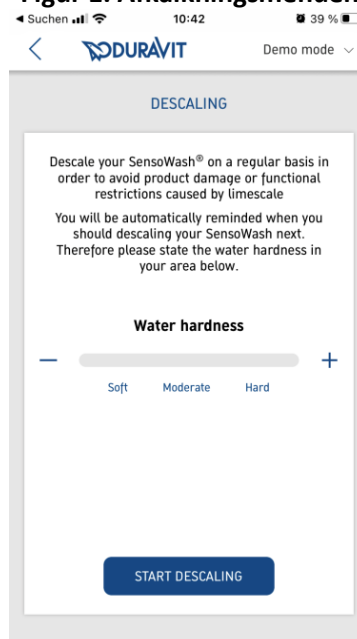 ◂ Suchen 10:42 39 %
DURAVIT Demo mode
DESCALING
Descale your SensoWash® on a regular basis in
order to avoid product damage or functional
restrictions caused by limescale
You will be automatically reminded when you
should descaling your SensoWash next.
Therefore please state the water hardness in
your area below.
Water hardness
− +
Soft Moderate Hard
START DESCALING